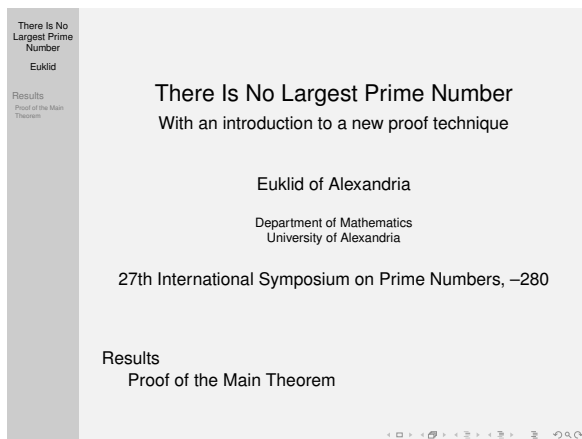 There Is No
Largest Prime
Number
Euklid
Results
Proof of the Main
Theorem
There Is No Largest Prime Number
With an introduction to a new proof technique
Euklid of Alexandria
Department of Mathematics
University of Alexandria
27th International Symposium on Prime Numbers, –280
Results
Proof of the Main Theorem